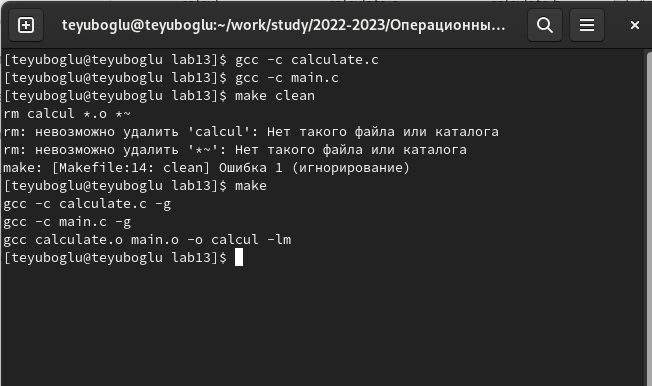 teyuboglu@teyuboglu:~/work/study/2022-2023/Операционны...
[teyuboglu@teyuboglu lab13]$ gcc -c calculate.c
[teyuboglu@teyuboglu lab13]$ gcc -c main.c
[teyuboglu@teyuboglu lab13]$ make clean
rm calcul *.o *~
rm: невозможно удалить 'calcul': Нет такого файла или каталога
rm: невозможно удалить '*~': Нет такого файла или каталога
make: [Makefile:14: clean] Ошибка 1 (игнорирование)
[teyuboglu@teyuboglu lab13]$ make
gcc -c calculate.c -g
gcc -c main.c -g
gcc calculate.o main.o -o calcul -lm
[teyuboglu@teyuboglu lab13]$